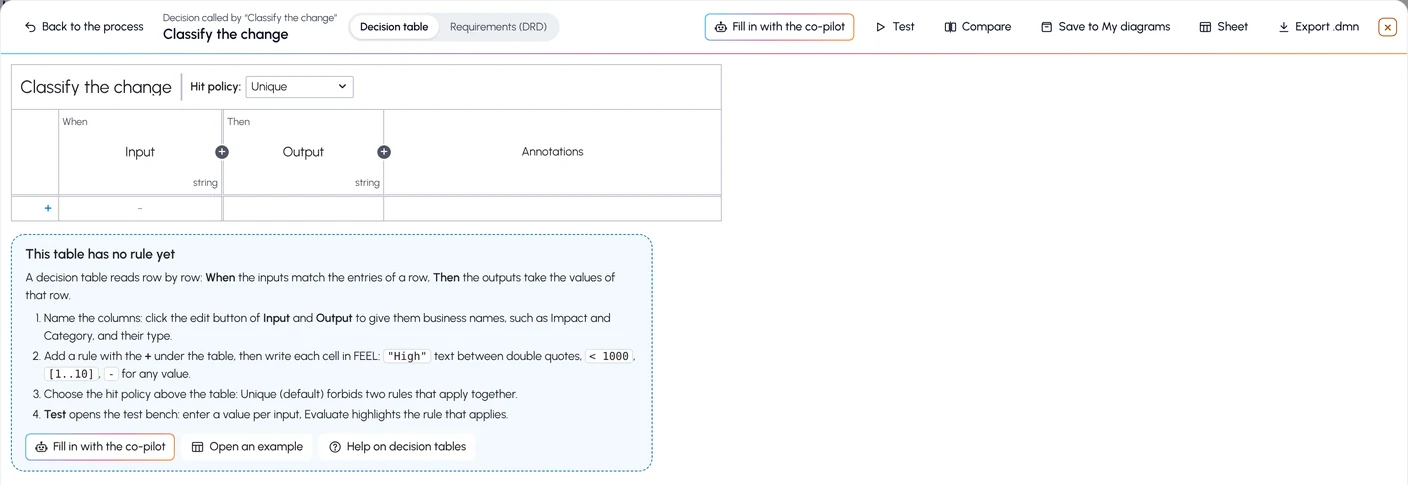 Back to the process
Decision called by "Classify the change"
Classify the change
Decision table
Requirements (DRD)
Fill in with the co-pilot
Test
Compare
Save to My diagrams
Sheet
Export .dmn
Classify the change
Hit policy: Unique
When
Then
Input
Output
Annotations
string
string
+
-
This table has no rule yet
A decision table reads row by row: When the inputs match the entries of a row, Then the outputs take the values of
that row.
1. Name the columns: click the edit button of Input and Output to give them business names, such as Impact and
Category, and their type.
2. Add a rule with the + under the table, then write each cell in FEEL: "High" text between double quotes, < 1000,
[1..10], - for any value.
3. Choose the hit policy above the table: Unique (default) forbids two rules that apply together.
4. Test opens the test bench: enter a value per input, Evaluate highlights the rule that applies.
Fill in with the co-pilot
Open an example
Help on decision tables